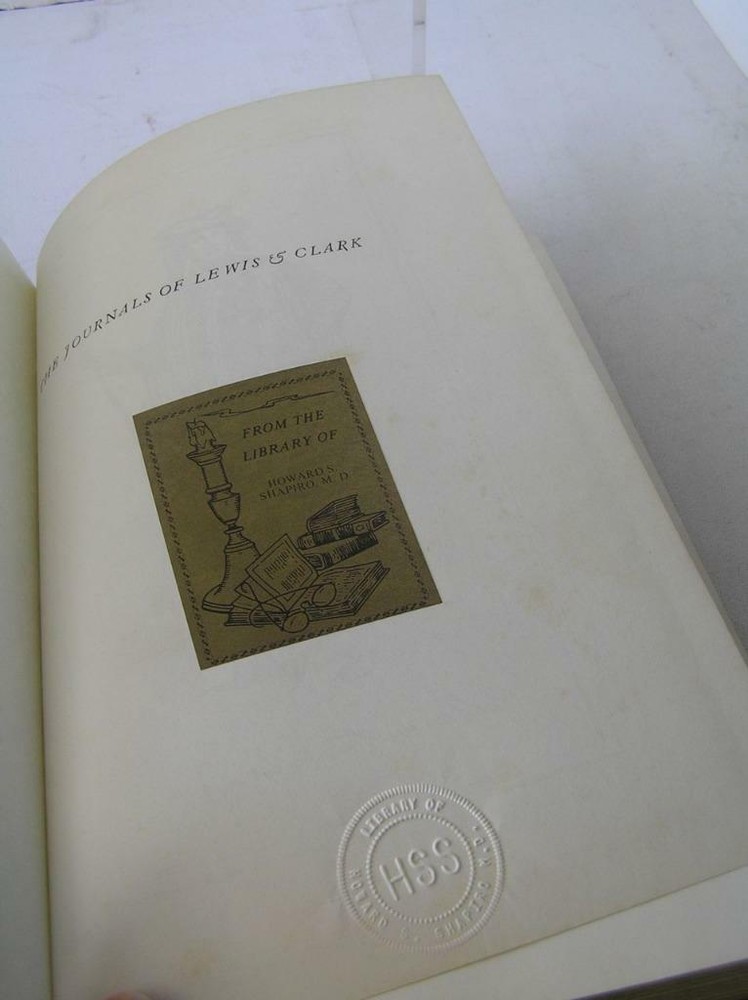 THE JOURNALS OF LEWIS & CLARK
FROM THE
LIBRARY OF
HOWARD S.
SHAPIRO, M. D
LIBRARY OF
HOWARD S. SHAPIRO M.D.
HSS